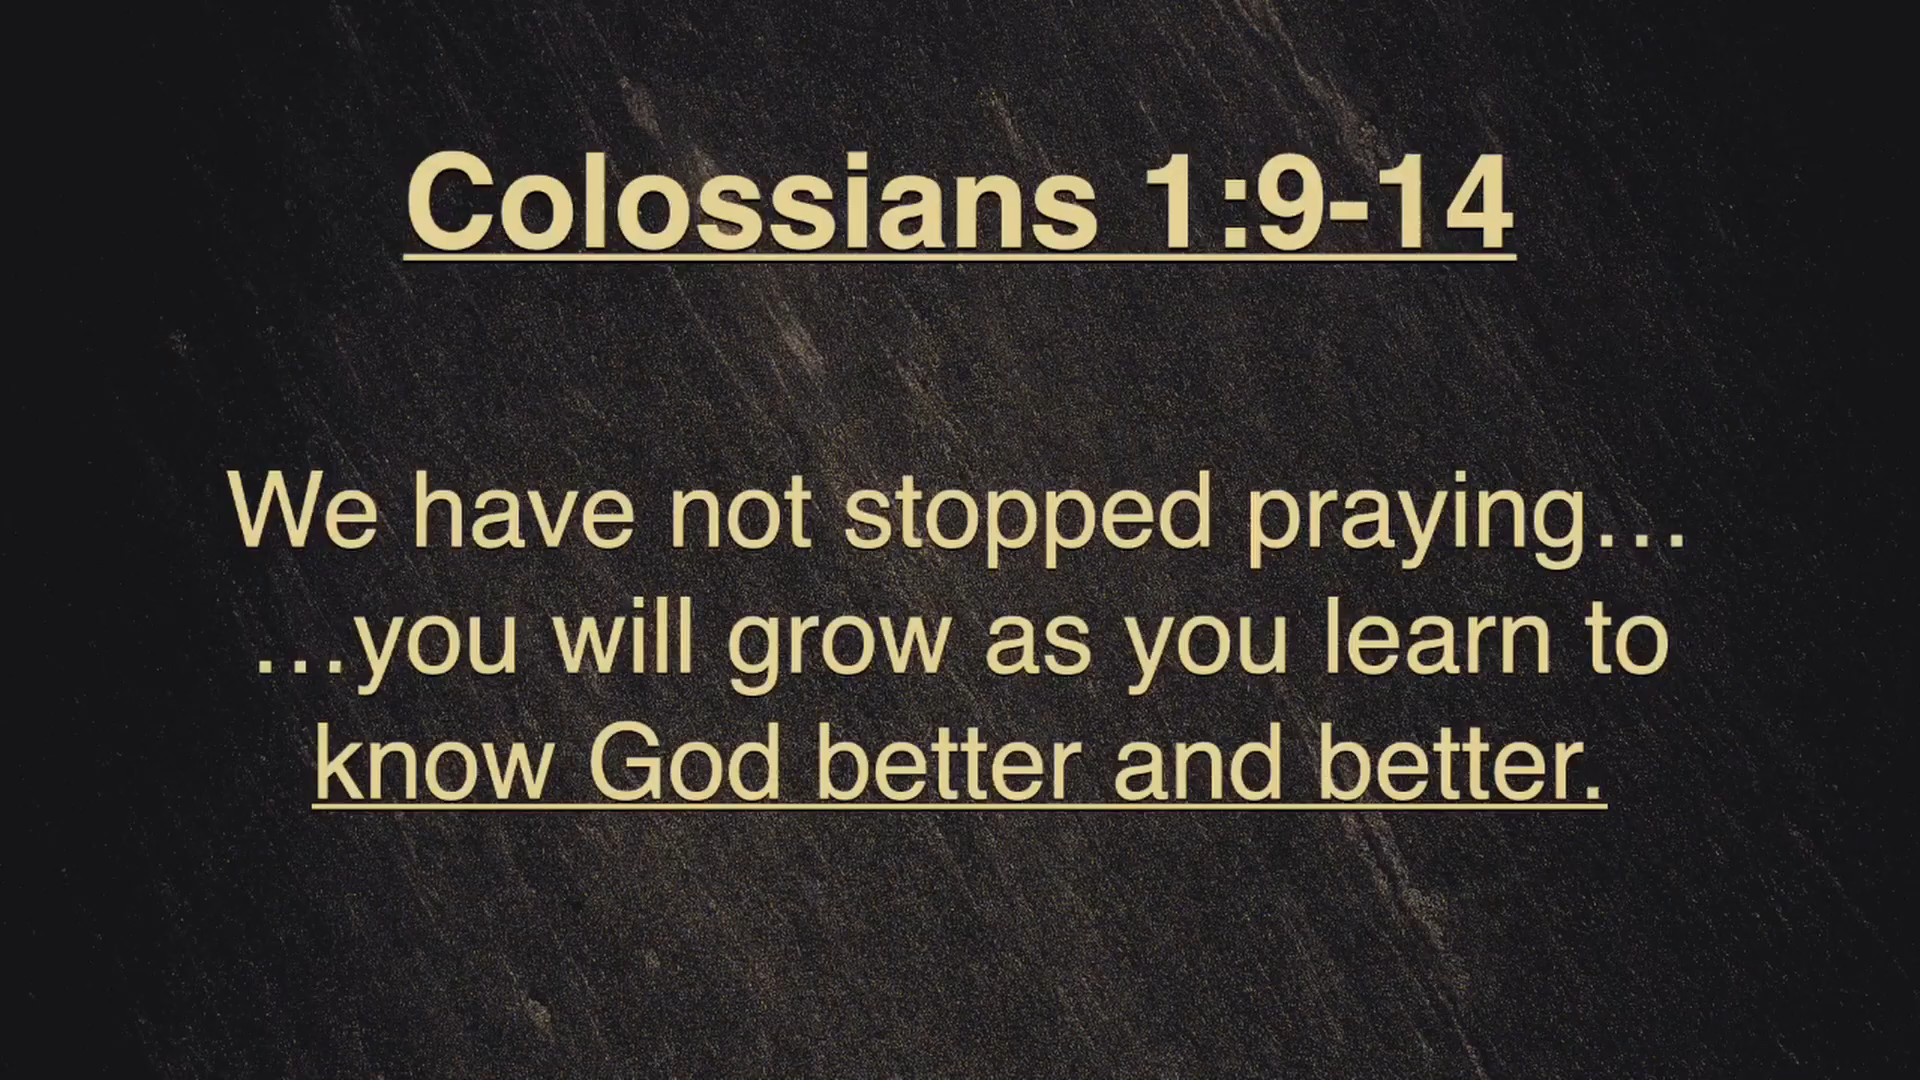 Colossians 1:9-14
We have not stopped praying…
…you will grow as you learn to
know God better and better.